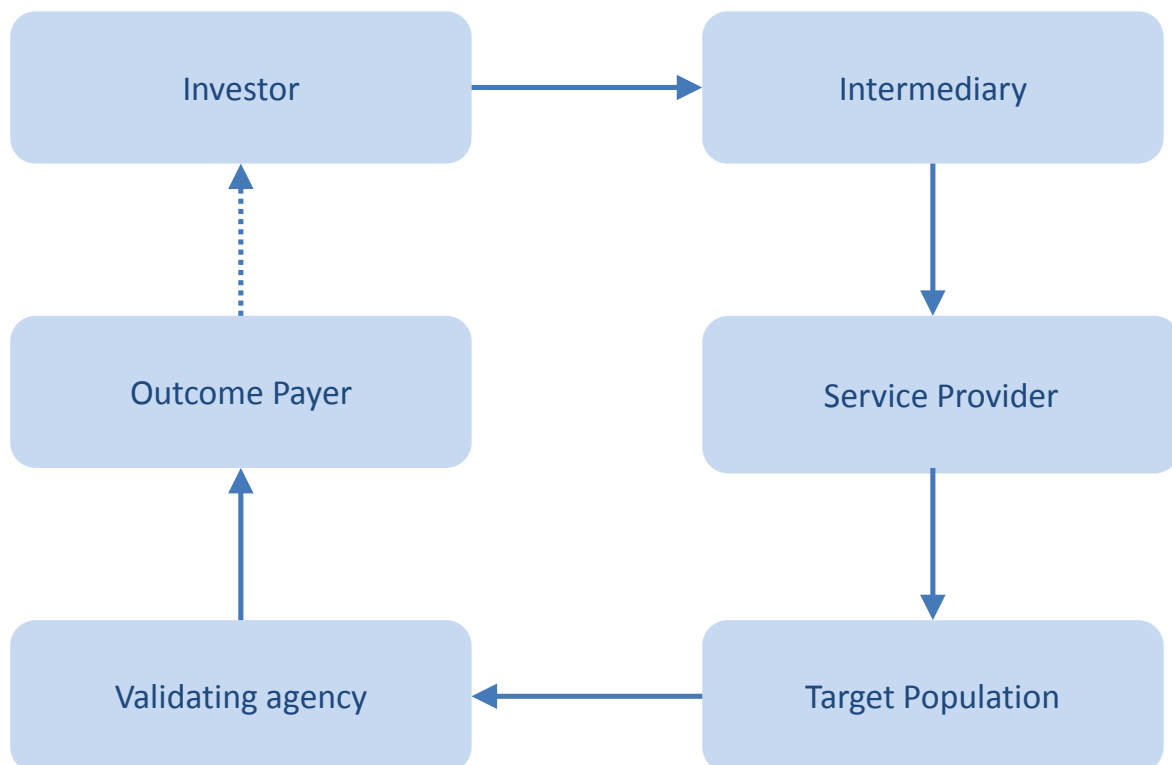 Investor
Intermediary
Outcome Payer
Service Provider
Validating agency
Target Population